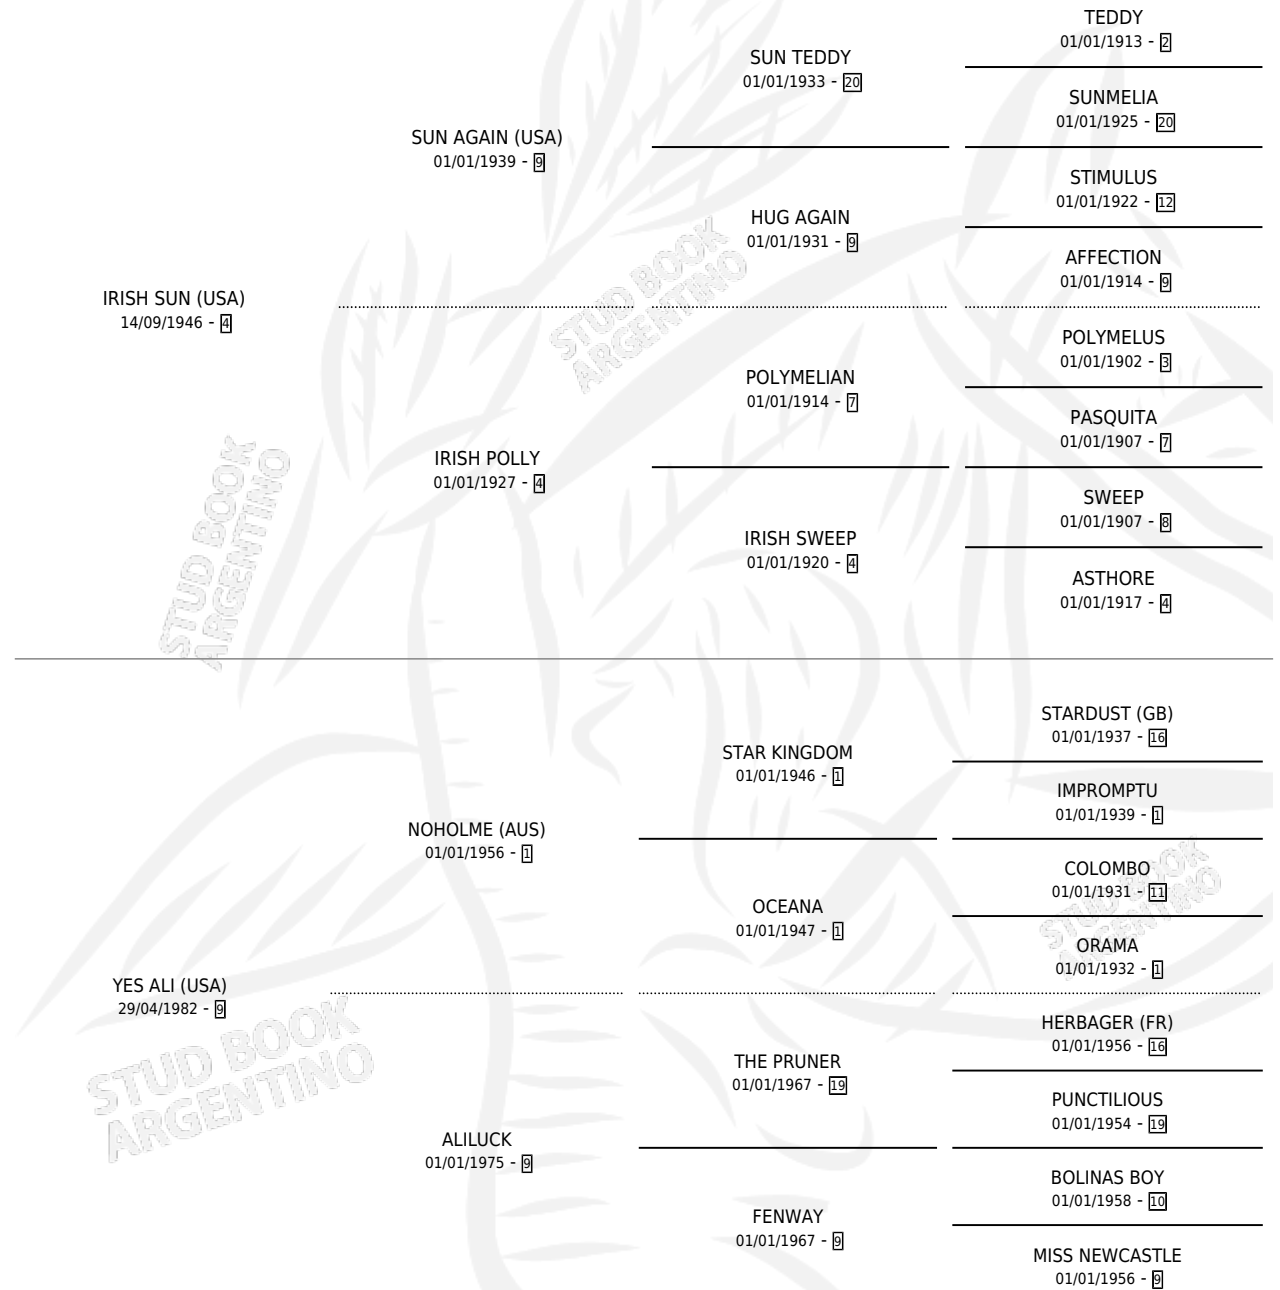 TEDDY
01/01/1913 - 2
SUN TEDDY
01/01/1933 - 20
SUNMELIA
01/01/1925 - 20
SUN AGAIN (USA)
01/01/1939 - 9
STIMULUS
01/01/1922 - 12
HUG AGAIN
01/01/1931 - 9
AFFECTION
01/01/1914 - 9
IRISH SUN (USA)
14/09/1946 - 4
POLYMELUS
01/01/1902 - 3
POLYMELIAN
01/01/1914 - 7
PASQUITA
01/01/1907 - 7
IRISH POLLY
01/01/1927 - 4
SWEEP
01/01/1907 - 8
IRISH SWEEP
01/01/1920 - 4
ASTHORE
01/01/1917 - 4
STARDUST (GB)
01/01/1937 - 16
STAR KINGDOM
01/01/1946 - 1
IMPROMPTU
01/01/1939 - 1
NOHOLME (AUS)
01/01/1956 - 1
COLOMBO
01/01/1931 - 11
OCEANA
01/01/1947 - 1
ORAMA
01/01/1932 - 1
YES ALI (USA)
29/04/1982 - 9
HERBAGER (FR)
01/01/1956 - 16
THE PRUNER
01/01/1967 - 19
PUNCTILIOUS
01/01/1954 - 19
ALILUCK
01/01/1975 - 9
BOLINAS BOY
01/01/1958 - 10
FENWAY
01/01/1967 - 9
MISS NEWCASTLE
01/01/1956 - 9
STUD BOOK
ARGENTINO
STUD BOOK
ARGENTINO
STUD BOOK
ARGENTINO
STUD BOOK
ARGENTINO